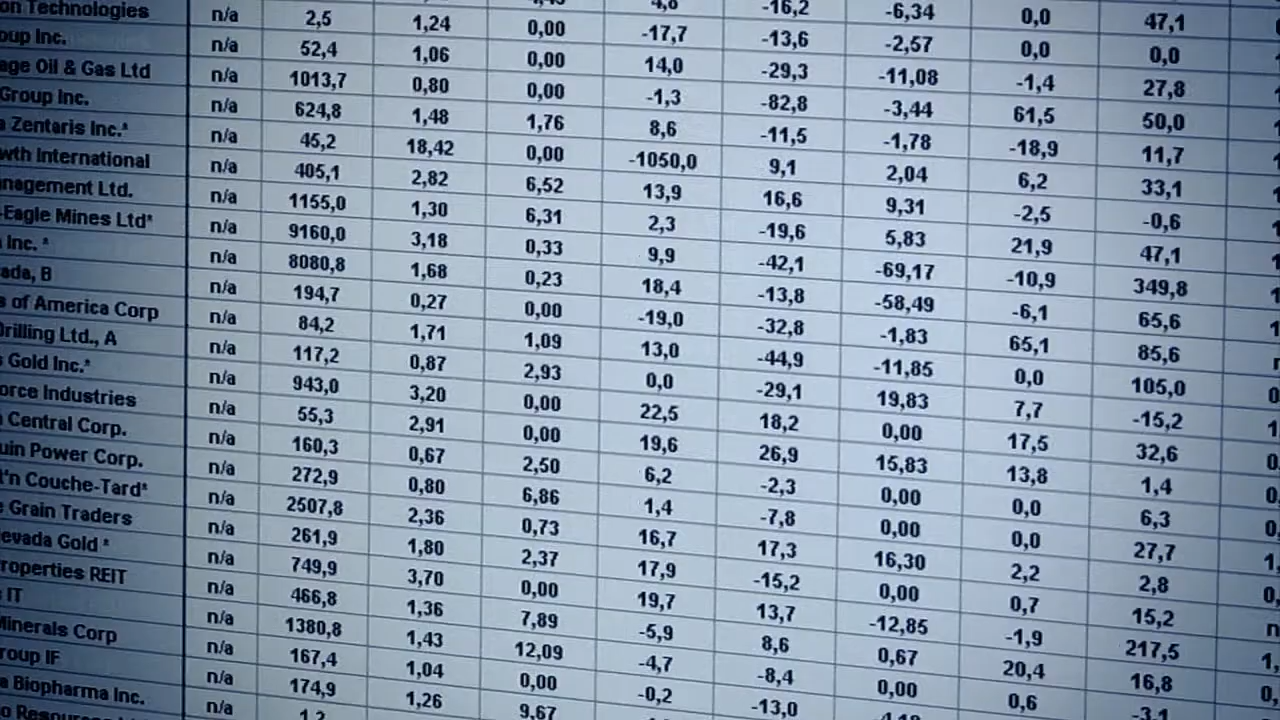 -16,2 -6,34 0,0 47,1
on Technologies n/a 2,5 1,24 0,00 -17,7 -13,6 -2,57 0,0 0,0
oup Inc. n/a 52,4 1,06 0,00 14,0 -29,3 -11,08 -1,4 27,8
age Oil & Gas Ltd n/a 1013,7 0,80 0,00 -1,3 -82,8 -3,44 61,5 50,0
Group Inc. n/a 624,8 1,48 1,76 8,6 -11,5 -1,78 -18,9 11,7
a Zentaris Inc.* n/a 45,2 18,42 0,00 -1050,0 9,1 2,04 6,2 33,1
wth International n/a 405,1 2,82 6,52 13,9 16,6 9,31 -2,5 -0,6
nagement Ltd. n/a 1155,0 1,30 6,31 2,3 -19,6 5,83 21,9 47,1
-Eagle Mines Ltd* n/a 9160,0 3,18 0,33 9,9 -42,1 -69,17 -10,9 349,8
Inc. * n/a 8080,8 1,68 0,23 18,4 -13,8 -58,49 -6,1 65,6
ada, B n/a 194,7 0,27 0,00 -19,0 -32,8 -1,83 65,1 85,6
s of America Corp n/a 84,2 1,71 1,09 13,0 -44,9 -11,85 0,0 105,0
Drilling Ltd., A n/a 117,2 0,87 2,93 0,0 -29,1 19,83 7,7 -15,2
s Gold Inc.* n/a 943,0 3,20 0,00 22,5 18,2 0,00 17,5 32,6
orce Industries n/a 55,3 2,91 0,00 19,6 26,9 15,83 13,8 1,4
Central Corp. n/a 160,3 0,67 2,50 6,2 -2,3 0,00 0,0 6,3
uin Power Corp. n/a 272,9 0,80 6,86 1,4 -7,8 0,00 0,0 27,7
t'n Couche-Tard* n/a 2507,8 2,36 0,73 16,7 17,3 16,30 2,2 2,8
e Grain Traders n/a 261,9 1,80 2,37 17,9 -15,2 0,00 0,7 15,2
evada Gold * n/a 749,9 3,70 0,00 19,7 13,7 -12,85 -1,9 217,5
roperties REIT n/a 466,8 1,36 7,89 -5,9 8,6 0,67 20,4 16,8
IT n/a 1380,8 1,43 12,09 -4,7 -8,4 0,00 0,6 -3,1
Minerals Corp n/a 167,4 1,04 0,00 -0,2 -13,0
roup IF n/a 174,9 1,26 9,67
a Biopharma Inc. n/a 1,2